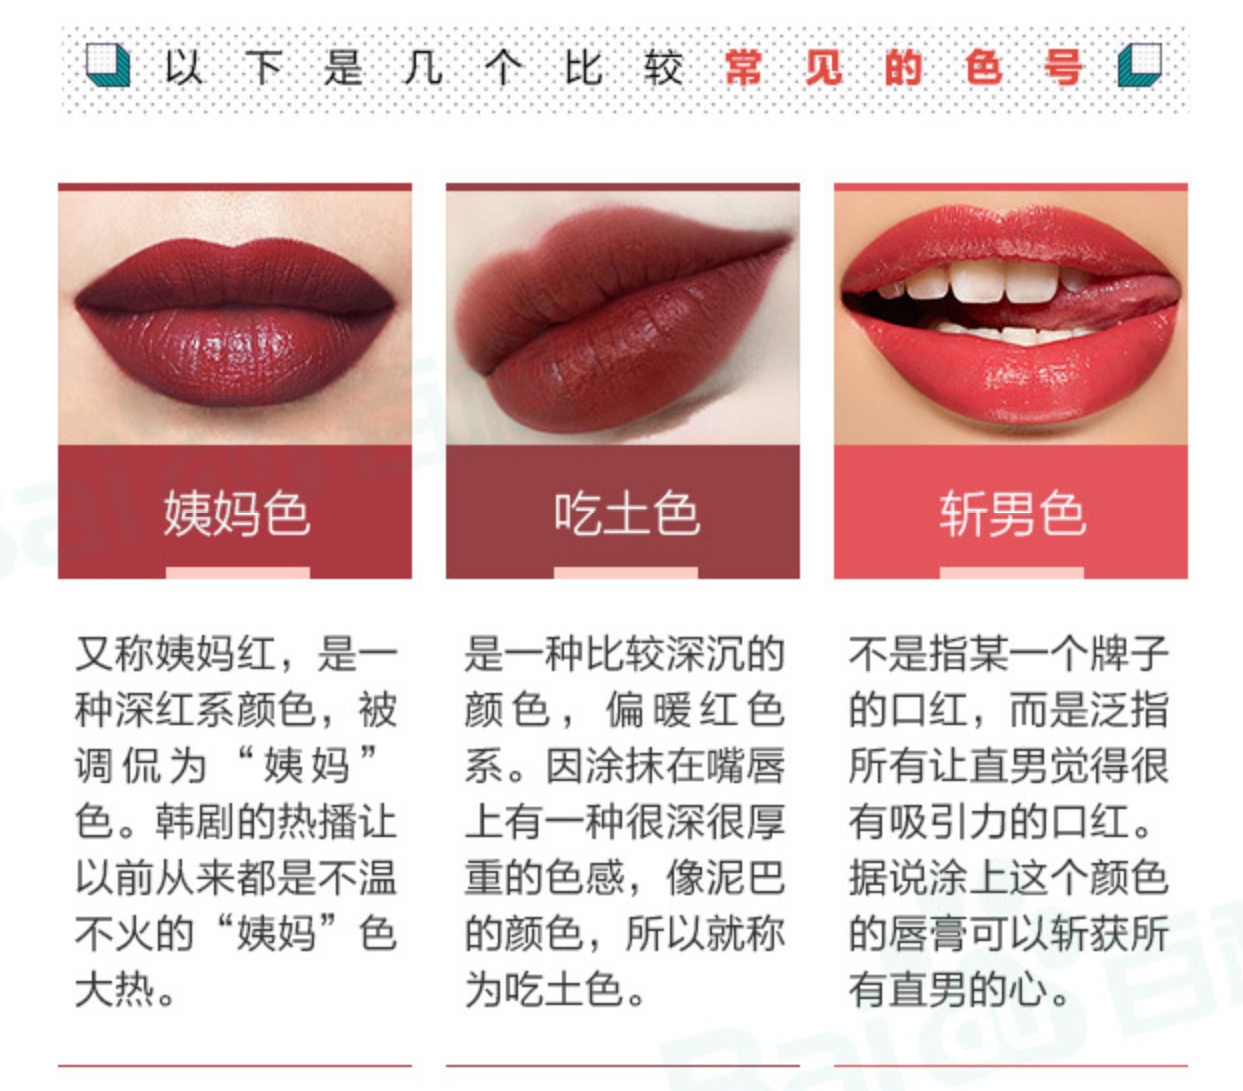 以下是几个比较常见的色号
姨妈色
又称姨妈红，是一
种深红系颜色，被
调侃为“姨妈”
色。韩剧的热播让
以前从来都是不温
不火的“姨妈”色
大热。
吃土色
是一种比较深沉的
颜色，偏暖红色
系。因涂抹在嘴唇
上有一种很深很厚
重的色感，像泥巴
的颜色，所以就称
为吃土色。
斩男色
不是指某一个牌子
的口红，而是泛指
所有让直男觉得很
有吸引力的口红。
据说涂上这个颜色
的唇膏可以斩获所
有直男的心。
Bai du 百科
Bai du 百科